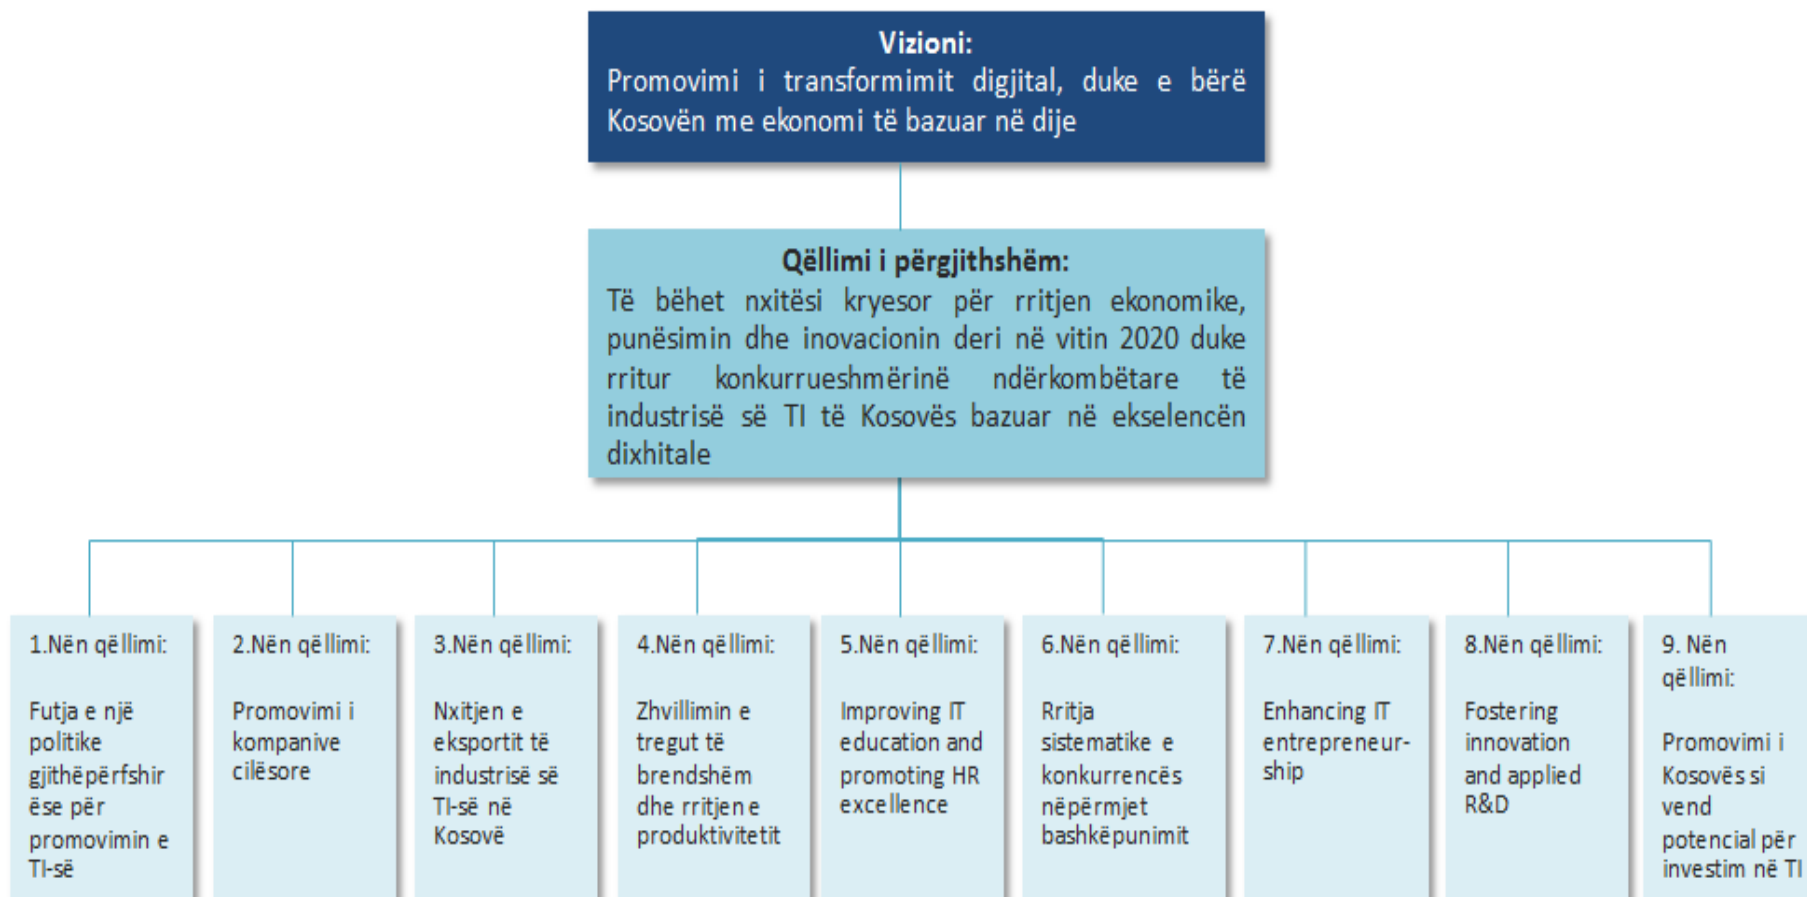 Vizioni:
Promovimi i transformimit digjital, duke e bërë
Kosovën me ekonomi të bazuar në dije
Qëllimi i përgjithshëm:
Të bëhet nxitësi kryesor për rritjen ekonomike,
punësimin dhe inovacionin deri në vitin 2020 duke
rritur konkurrueshmërinë ndërkombëtare të
industrisë së TI të Kosovës bazuar në ekselencën
dixhitale
1.Nën qëllimi:
Futja e një
politike
gjithëpërfshir
ëse për
promovimin e
TI-së
2.Nën qëllimi:
Promovimi i
kompanive
cilësore
3.Nën qëllimi:
Nxitjen e
eksportit të
industrisë së
TI-së në
Kosovë
4.Nën qëllimi:
Zhvillimin e
tregut të
brendshëm
dhe rritjen e
produktivitetit
5.Nën qëllimi:
Improving IT
education and
promoting HR
excellence
6.Nën qëllimi:
Rritja
sistematike e
konkurrencës
nëpërmjet
bashkëpunimit
7.Nën qëllimi:
Enhancing IT
entrepreneur-
ship
8.Nën qëllimi:
Fostering
innovation
and applied
R&D
9. Nën
qëllimi:
Promovimi i
Kosovës si
vend
potencial për
investim në TI